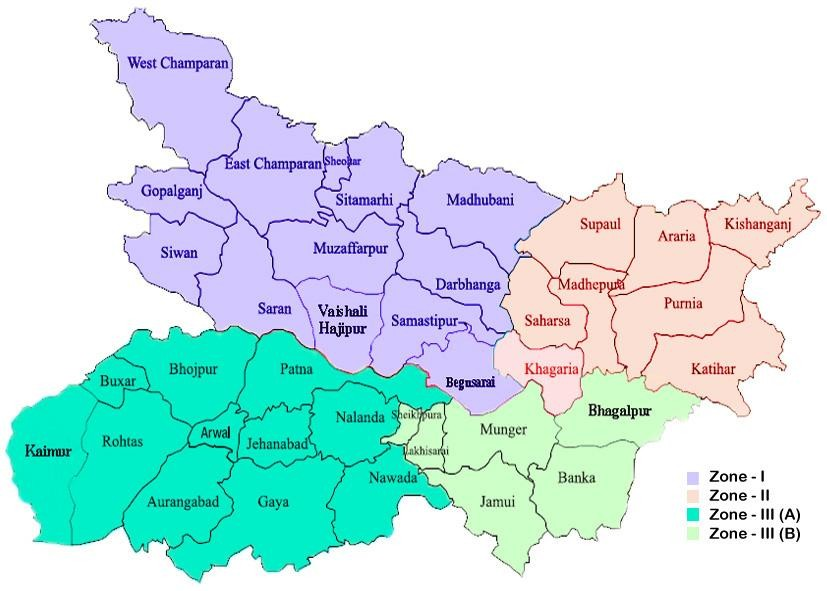 West Champaran
East Champaran
Sheohar
Sitamarhi
Gopalganj
Madhubani
Siwan
Muzaffarpur
Supaul
Araria
Kishanganj
Darbhanga
Madhepura
Purnia
Saran
Vaishali
Hajipur
Samastipur
Saharsa
Khagaria
Katihar
Begusarai
Buxar
Bhojpur
Patna
Kaimur
Rohtas
Arwal
Jehanabad
Nalanda
Sheikhpura
Lakhisarai
Munger
Bhagalpur
Aurangabad
Gaya
Nawada
Jamui
Banka
Zone - I
Zone - II
Zone - III (A)
Zone - III (B)